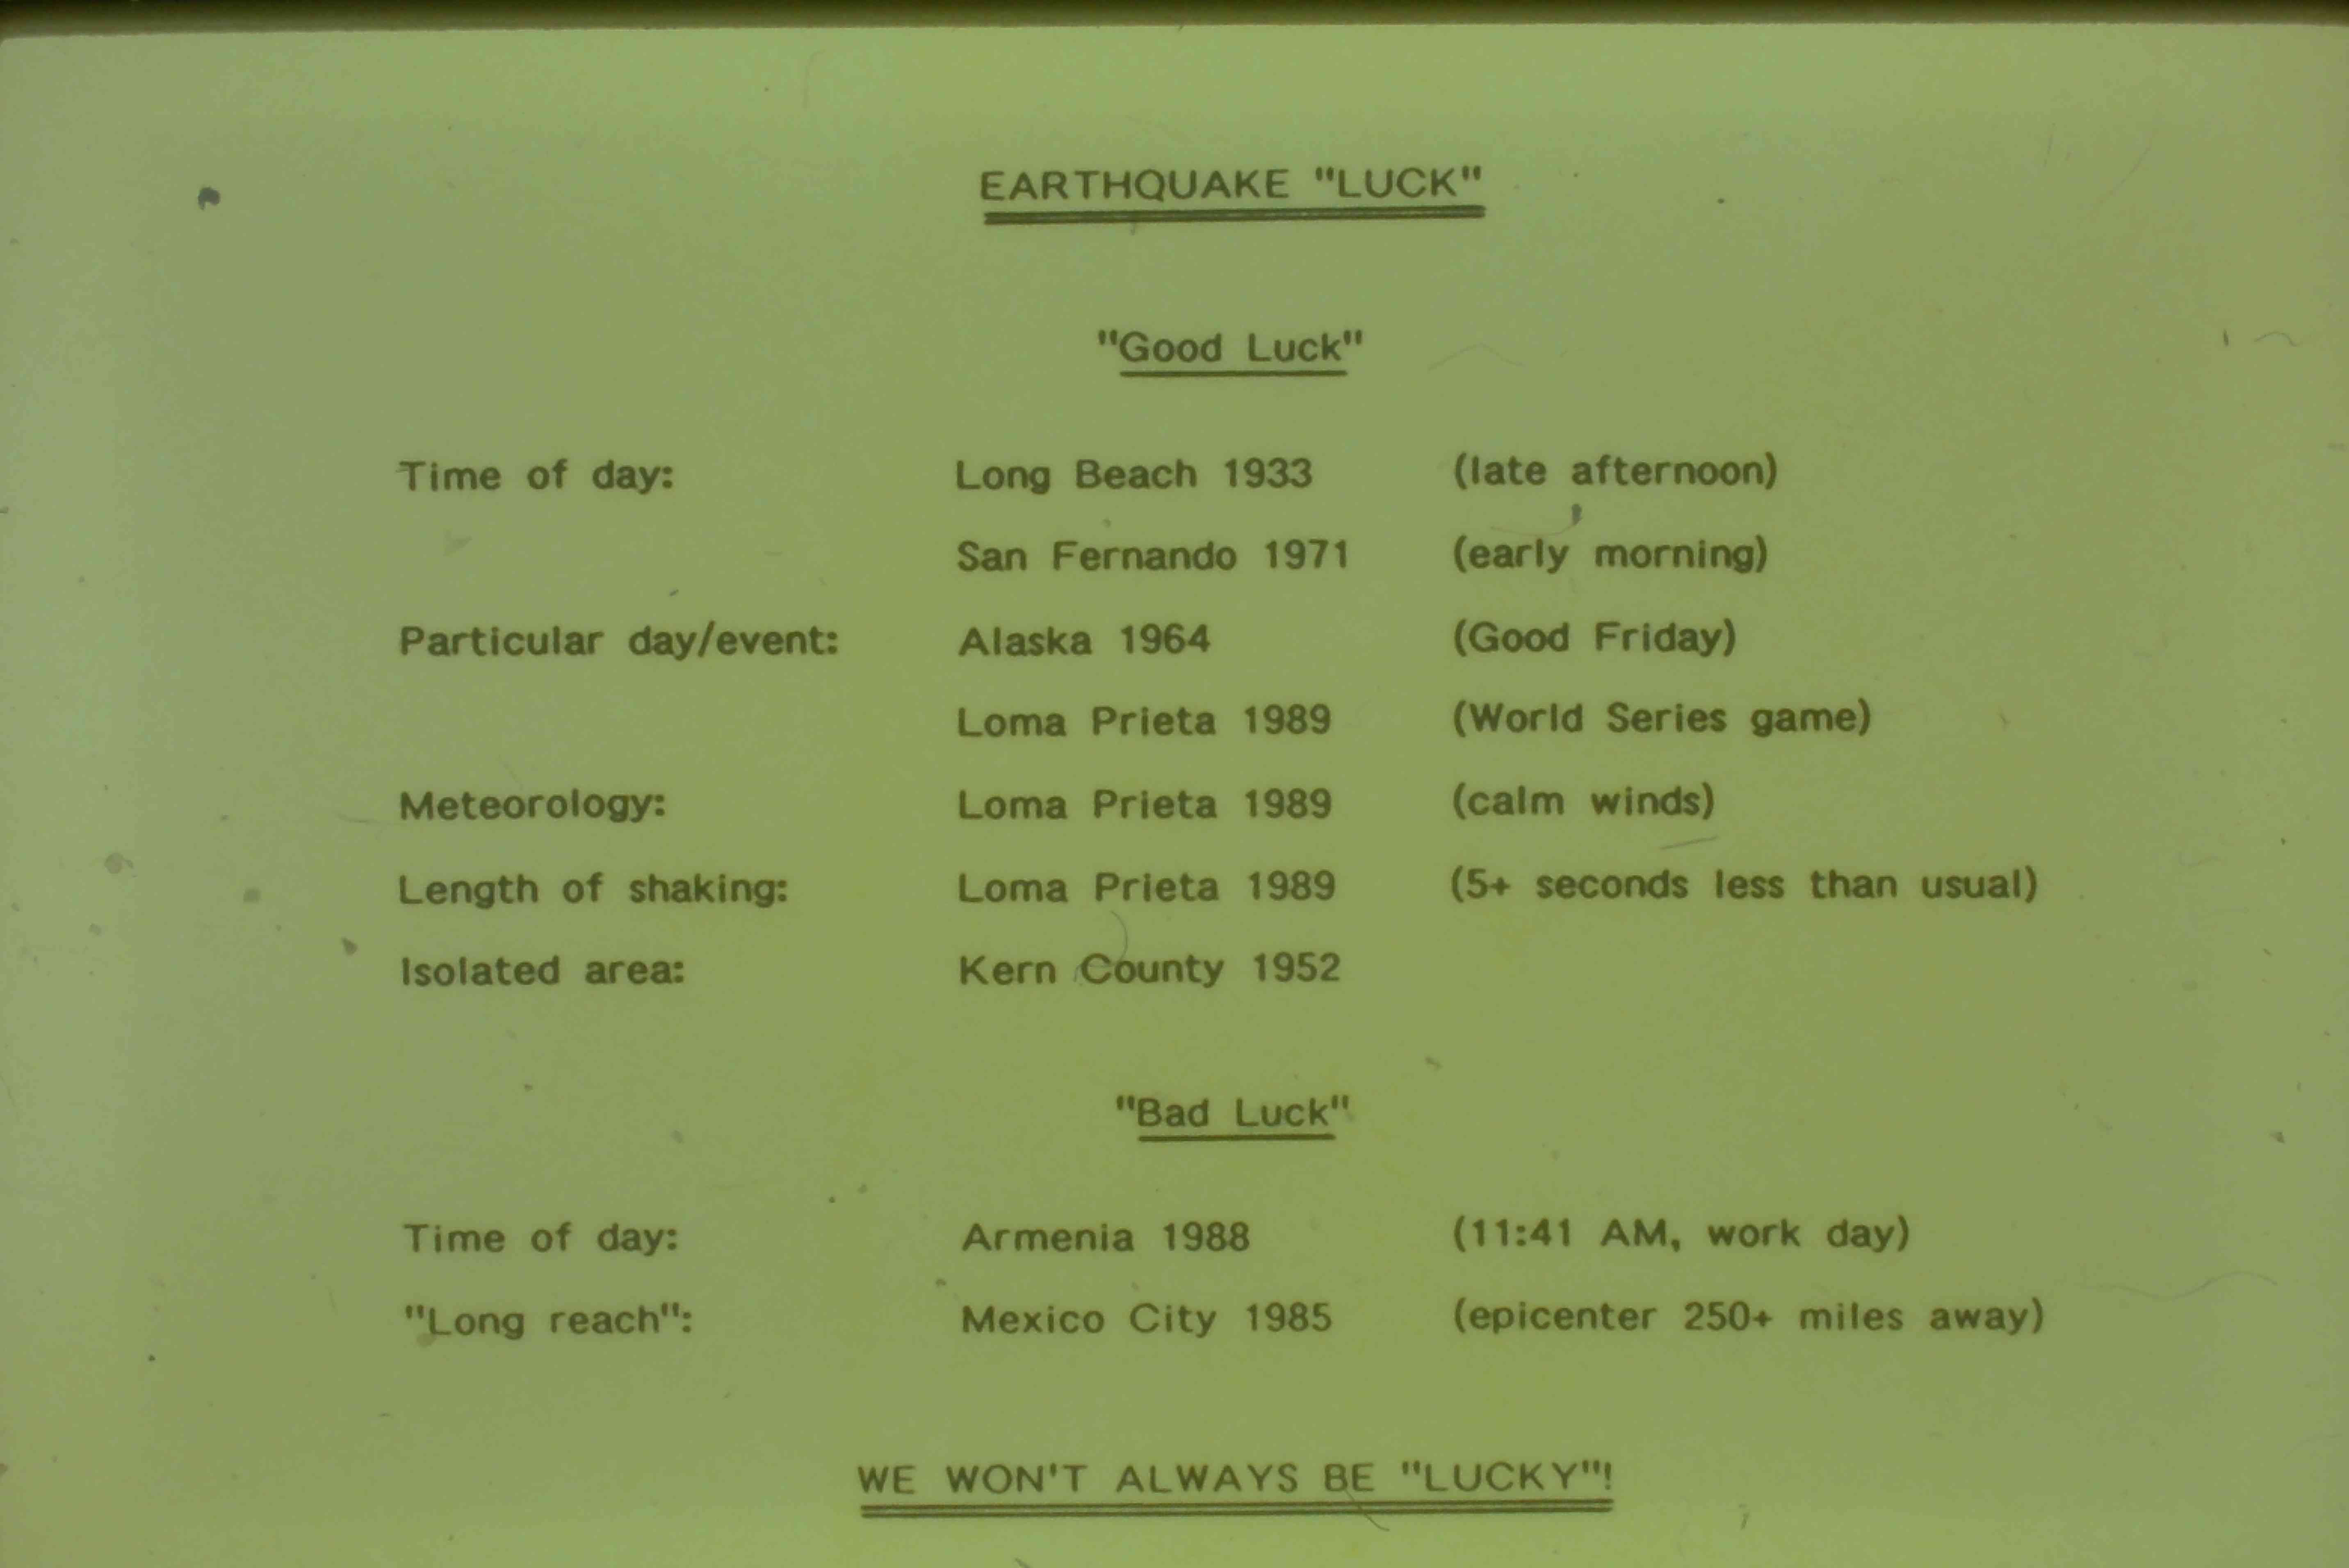 EARTHQUAKE "LUCK"
"Good Luck"
Time of day: Long Beach 1933 (late afternoon)
San Fernando 1971 (early morning)
Particular day/event: Alaska 1964 (Good Friday)
Loma Prieta 1989 (World Series game)
Meteorology: Loma Prieta 1989 (calm winds)
Length of shaking: Loma Prieta 1989 (5+ seconds less than usual)
Isolated area: Kern County 1952
"Bad Luck"
Time of day: Armenia 1988 (11:41 AM, work day)
"Long reach": Mexico City 1985 (epicenter 250+ miles away)
WE WON'T ALWAYS BE "LUCKY"!